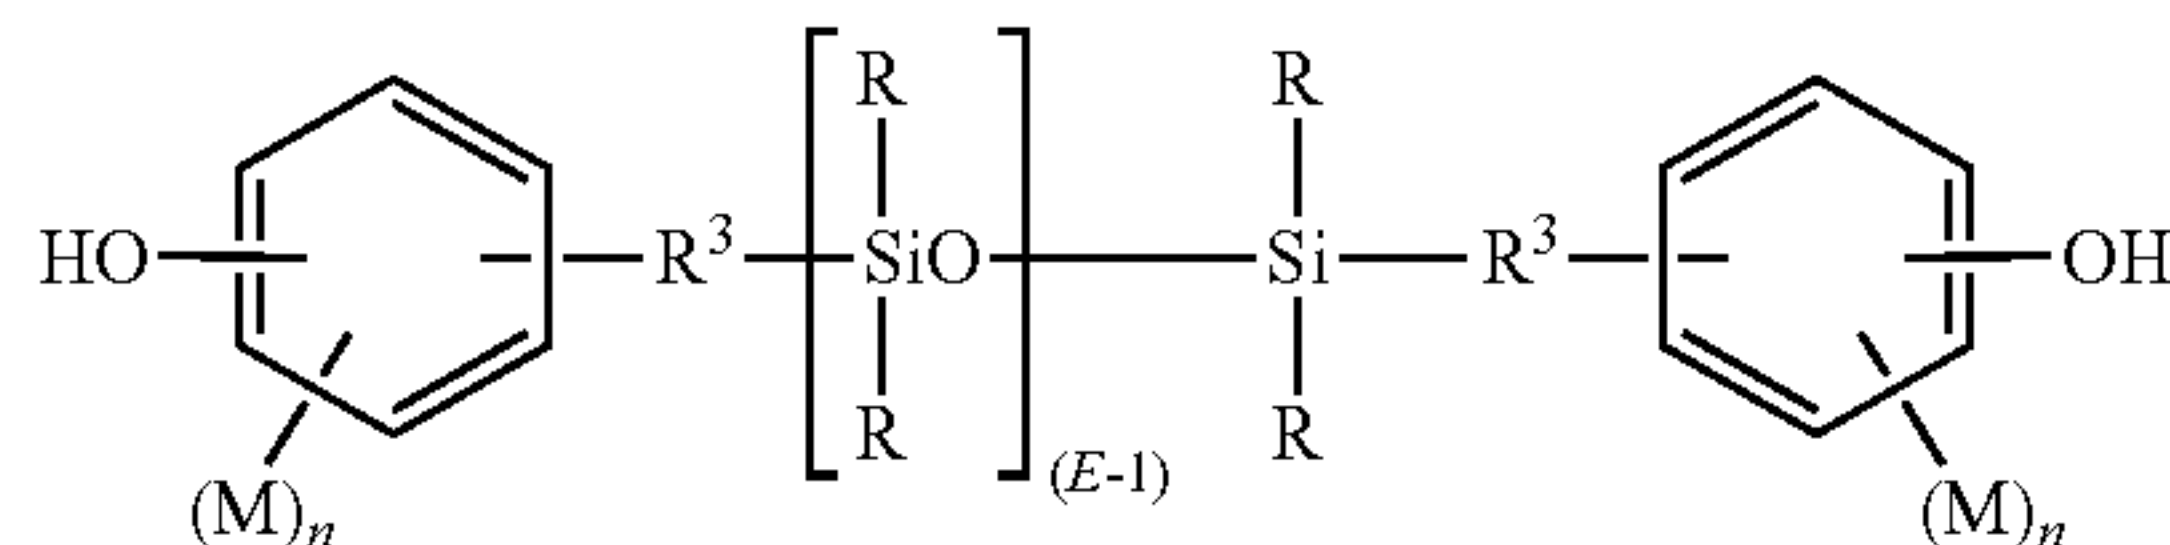 R R
HO R³ SiO Si R³ OH
R R
(E-1)
(M)n (M)n